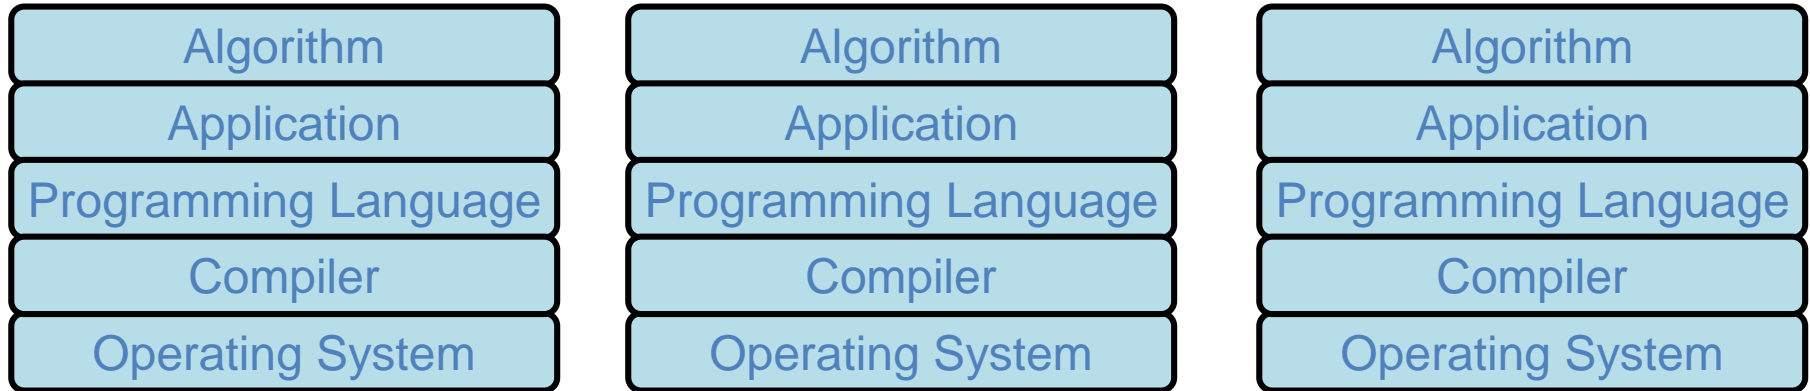 Algorithm
Application
Programming Language
Compiler
Operating System
Algorithm
Application
Programming Language
Compiler
Operating System
Algorithm
Application
Programming Language
Compiler
Operating System